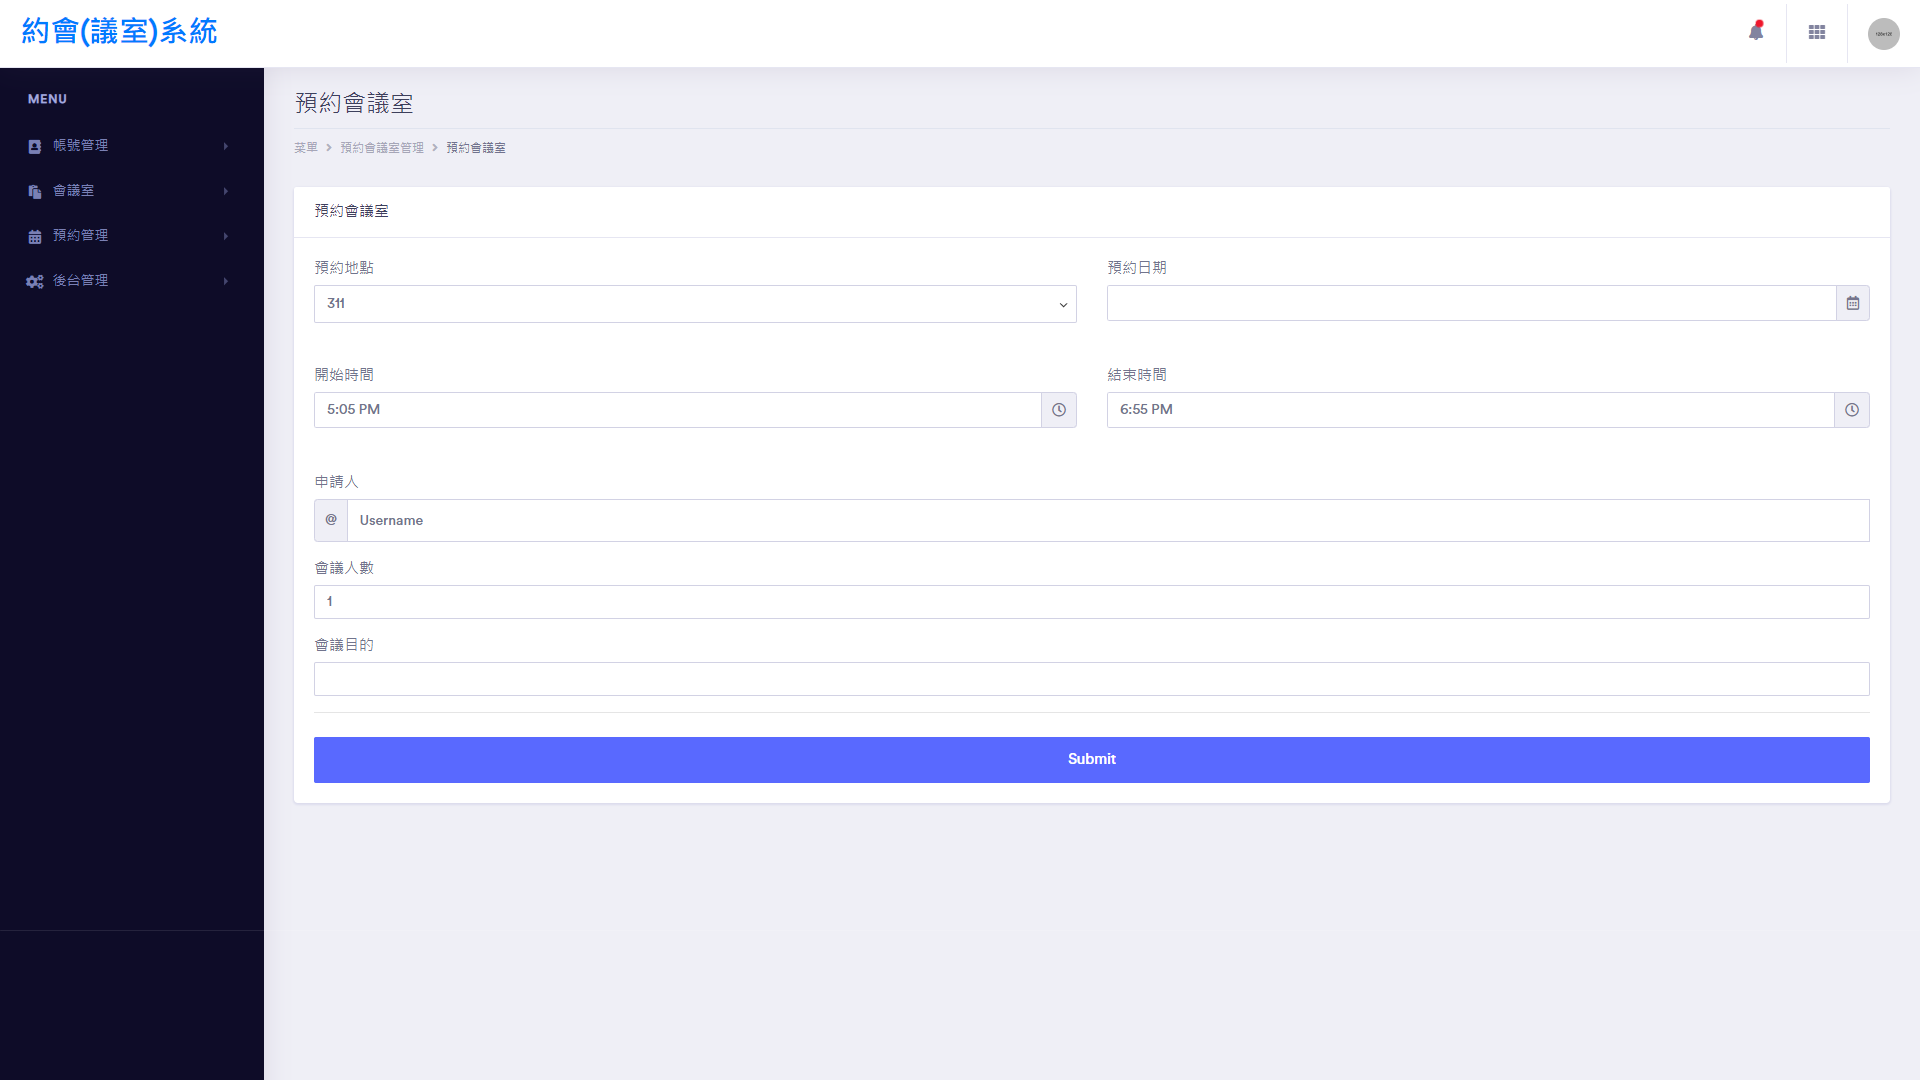 約會(議室)系統
MENU
帳號管理
會議室
預約管理
後台管理
預約會議室
菜單 > 預約會議室管理 > 預約會議室
預約會議室
預約地點
311
預約日期
開始時間
5:05 PM
結束時間
6:55 PM
申請人
@ Username
會議人數
1
會議目的
Submit